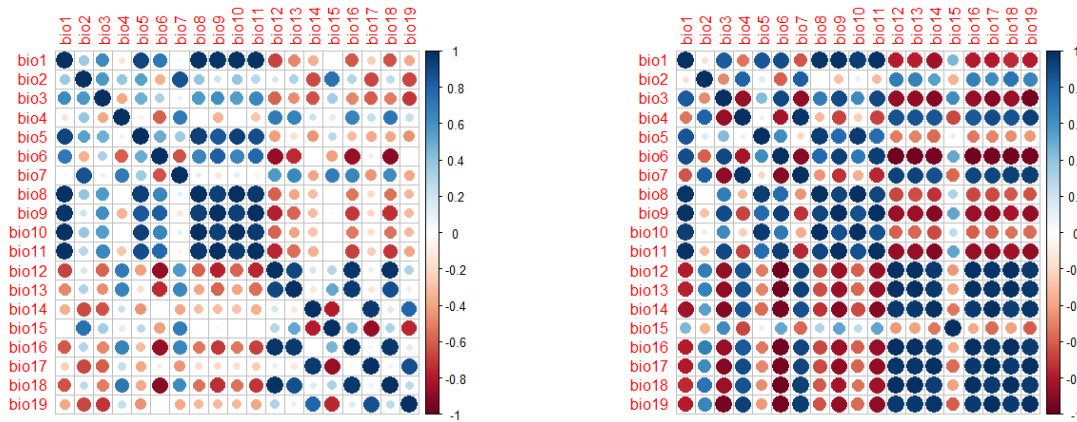 bio1 bio2 bio3 bio4 bio5 bio6 bio7 bio8 bio9 bio10 bio11 bio12 bio13 bio14 bio15 bio16 bio17 bio18 bio19
bio1
bio2
bio3
bio4
bio5
bio6
bio7
bio8
bio9
bio10
bio11
bio12
bio13
bio14
bio15
bio16
bio17
bio18
bio19
1
0.8
0.6
0.4
0.2
0
-0.2
-0.4
-0.6
-0.8
-1
bio1 bio2 bio3 bio4 bio5 bio6 bio7 bio8 bio9 bio10 bio11 bio12 bio13 bio14 bio15 bio16 bio17 bio18 bio19
bio1
bio2
bio3
bio4
bio5
bio6
bio7
bio8
bio9
bio10
bio11
bio12
bio13
bio14
bio15
bio16
bio17
bio18
bio19
1
0.8
0.6
0.4
0.2
0
-0.2
-0.4
-0.6
-0.8
-1